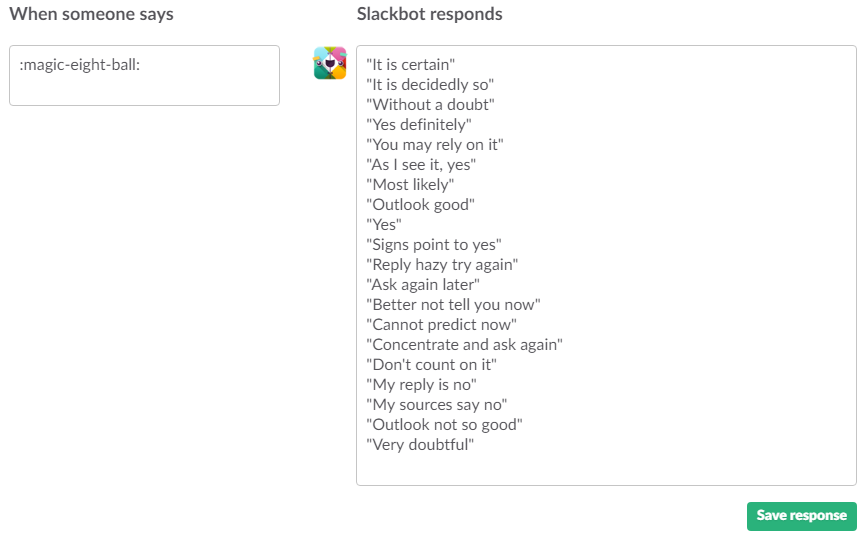 When someone says
Slackbot responds
:magic-eight-ball:
"It is certain"
"It is decidedly so"
"Without a doubt"
"Yes definitely"
"You may rely on it"
"As I see it, yes"
"Most likely"
"Outlook good"
"Yes"
"Signs point to yes"
"Reply hazy try again"
"Ask again later"
"Better not tell you now"
"Cannot predict now"
"Concentrate and ask again"
"Don't count on it"
"My reply is no"
"My sources say no"
"Outlook not so good"
"Very doubtful"
Save response